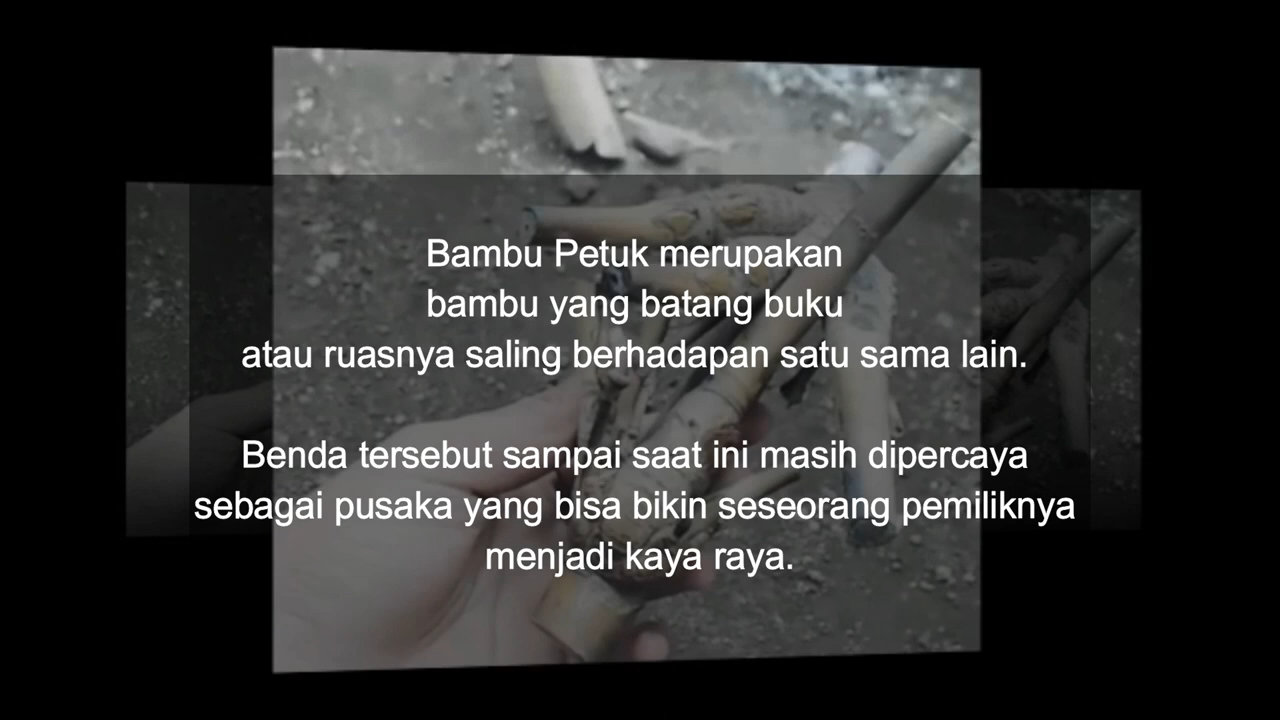 Bambu Petuk merupakan
bambu yang batang buku
atau ruasnya saling berhadapan satu sama lain.
Benda tersebut sampai saat ini masih dipercaya
sebagai pusaka yang bisa bikin seseorang pemiliknya
menjadi kaya raya.